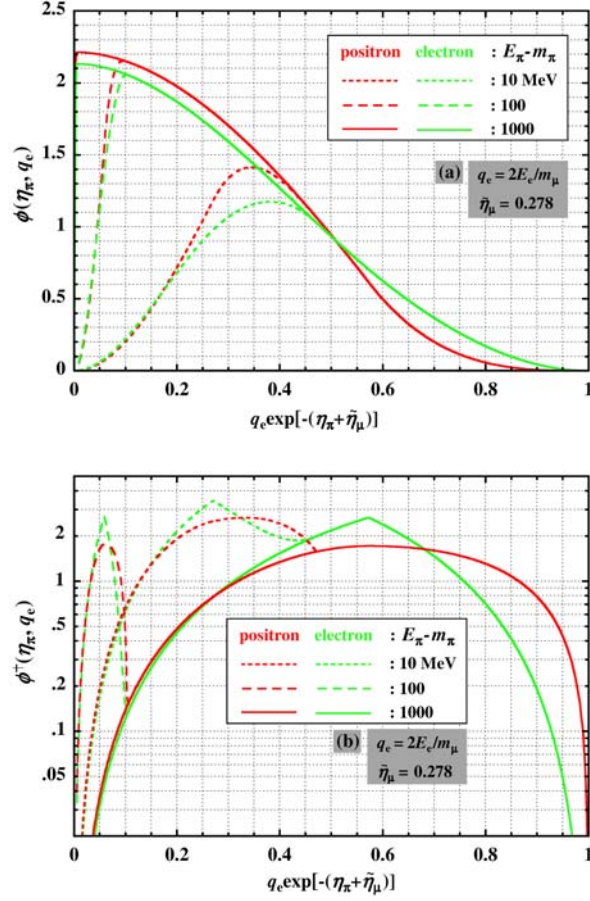 2.5
2
1.5
1
0.5
0
ϕ(η_π, q_e)
positron electron : E_π-m_π
: 10 MeV
: 100
: 1000
(a) q_e = 2E_e/m_μ
η̃_μ = 0.278
0 0.2 0.4 0.6 0.8 1
q_e exp[-(η_π+η̃_μ)]
2
1
.5
.2
.1
.05
ϕ†(η_π, q_e)
positron electron : E_π-m_π
: 10 MeV
: 100
: 1000
(b) q_e = 2E_e/m_μ
η̃_μ = 0.278
0 0.2 0.4 0.6 0.8 1
q_e exp[-(η_π+η̃_μ)]